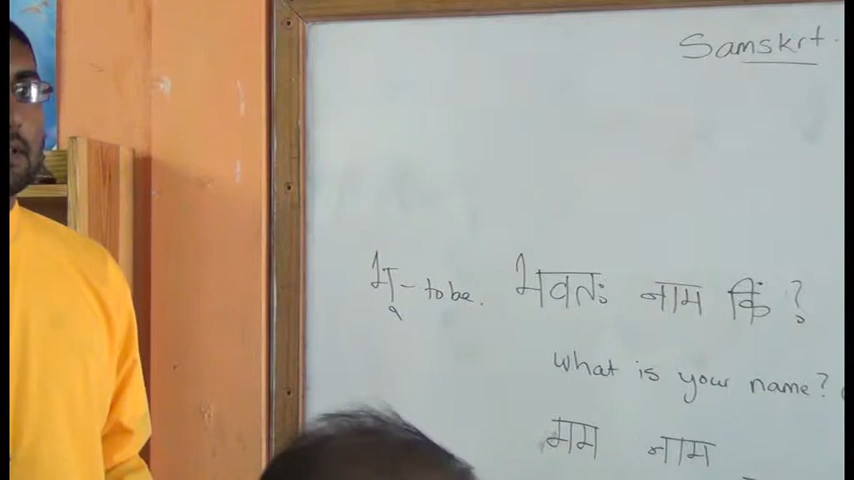 Samskrt.
भू - to be. भवतः नाम किं ?
What is your name?
मम नाम